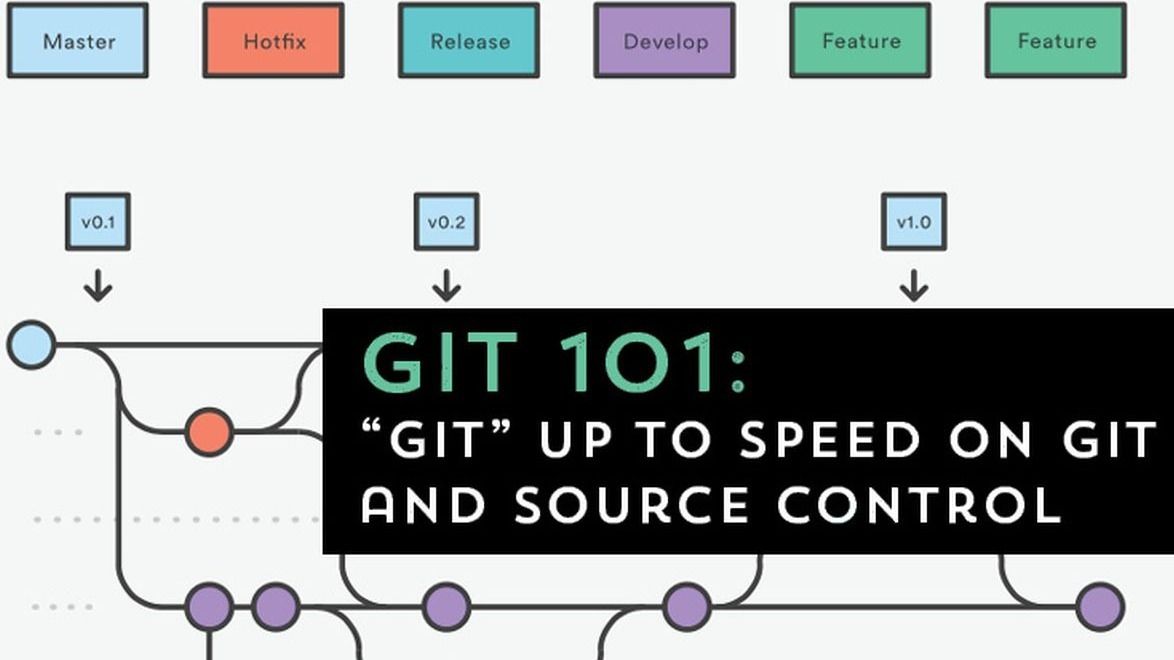 Master Hotfix Release Develop Feature Feature
v0.1 v0.2 v1.0
GIT 101:
“GIT” UP TO SPEED ON GIT
AND SOURCE CONTROL